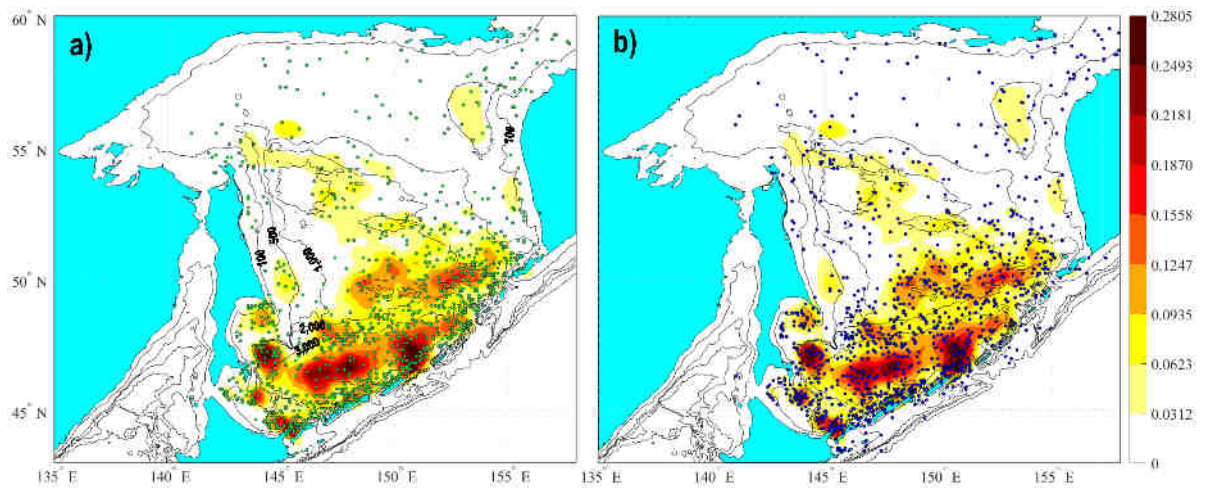 60° N
55° N
50° N
45° N
135° E
140° E
145° E
150° E
155° E
a)
100
500
1,000
100
2,000
3,000
b)
135° E
140° E
145° E
150° E
155° E
0.2805
0.2493
0.2181
0.1870
0.1558
0.1247
0.0935
0.0623
0.0312
0